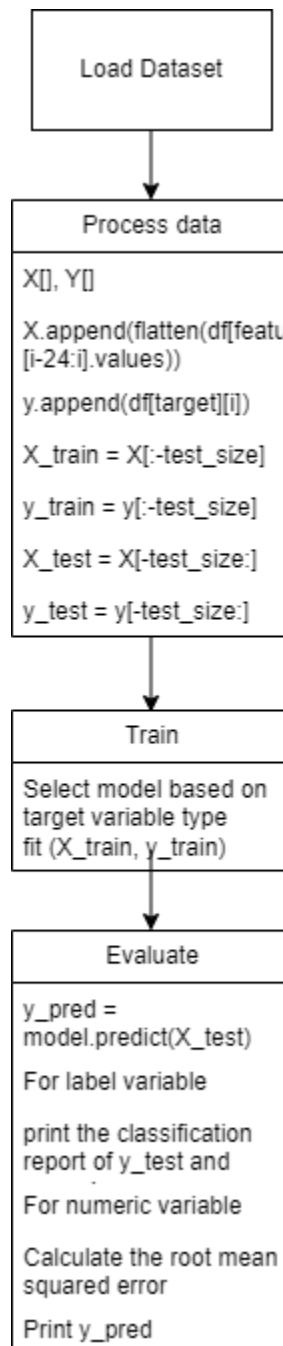 Load Dataset
Process data
X[], Y[]
X.append(flatten(df[featu
[i-24:i].values))
y.append(df[target][i])
X_train = X[:-test_size]
y_train = y[:-test_size]
X_test = X[-test_size:]
y_test = y[-test_size:]
Train
Select model based on
target variable type
fit (X_train, y_train)
Evaluate
y_pred =
model.predict(X_test)
For label variable
print the classification
report of y_test and
For numeric variable
Calculate the root mean
squared error
Print y_pred